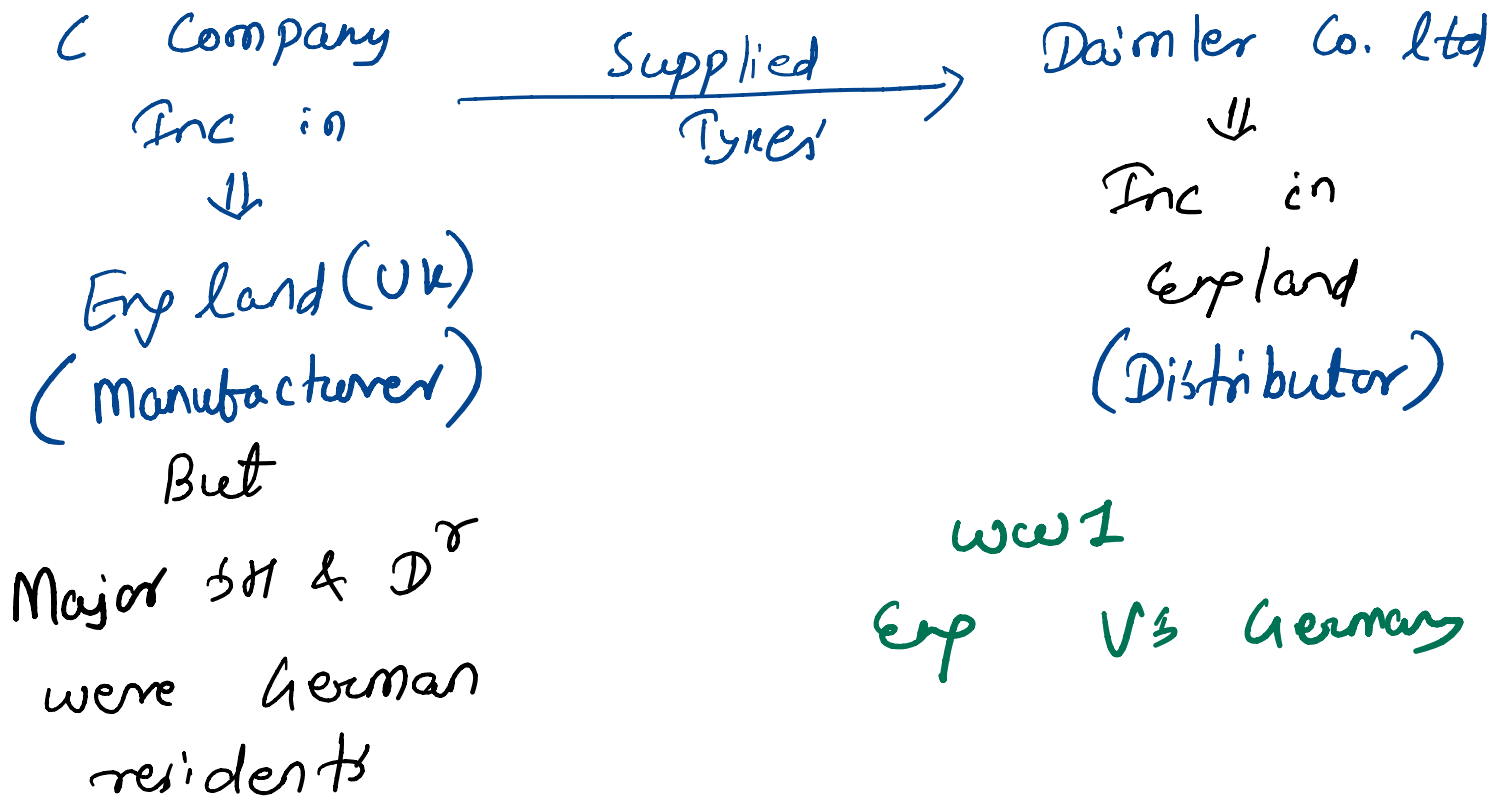 C Company
Inc in
⇓
England (UK)
(Manufacturer)
But
Major SH & Dʳ
were German
residents
Supplied
Tyres
Daimler Co. ltd
⇓
Inc in
England
(Distributor)
WW1
Eng Vs Germany